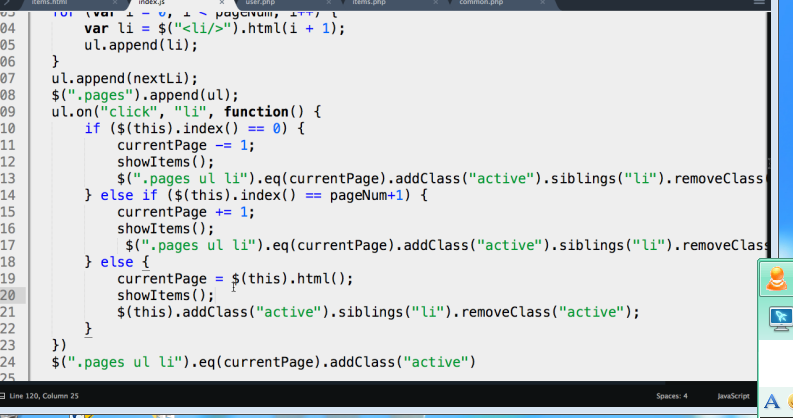 items.html index.js user.php items.php common.php
03 for (var i = 0; i < pageNum; i++) {
04 var li = $("<li/>").html(i + 1);
05 ul.append(li);
06 }
07 ul.append(nextLi);
08 $(".pages").append(ul);
09 ul.on("click", "li", function() {
10 if ($(this).index() == 0) {
11 currentPage -= 1;
12 showItems();
13 $(".pages ul li").eq(currentPage).addClass("active").siblings("li").removeClass(
14 } else if ($(this).index() == pageNum+1) {
15 currentPage += 1;
16 showItems();
17 $(".pages ul li").eq(currentPage).addClass("active").siblings("li").removeClass
18 } else {
19 currentPage = $(this).html();
20 showItems();
21 $(this).addClass("active").siblings("li").removeClass("active");
22 }
23 })
24 $(".pages ul li").eq(currentPage).addClass("active")
25
Line 120, Column 25 Spaces: 4 JavaScript
A